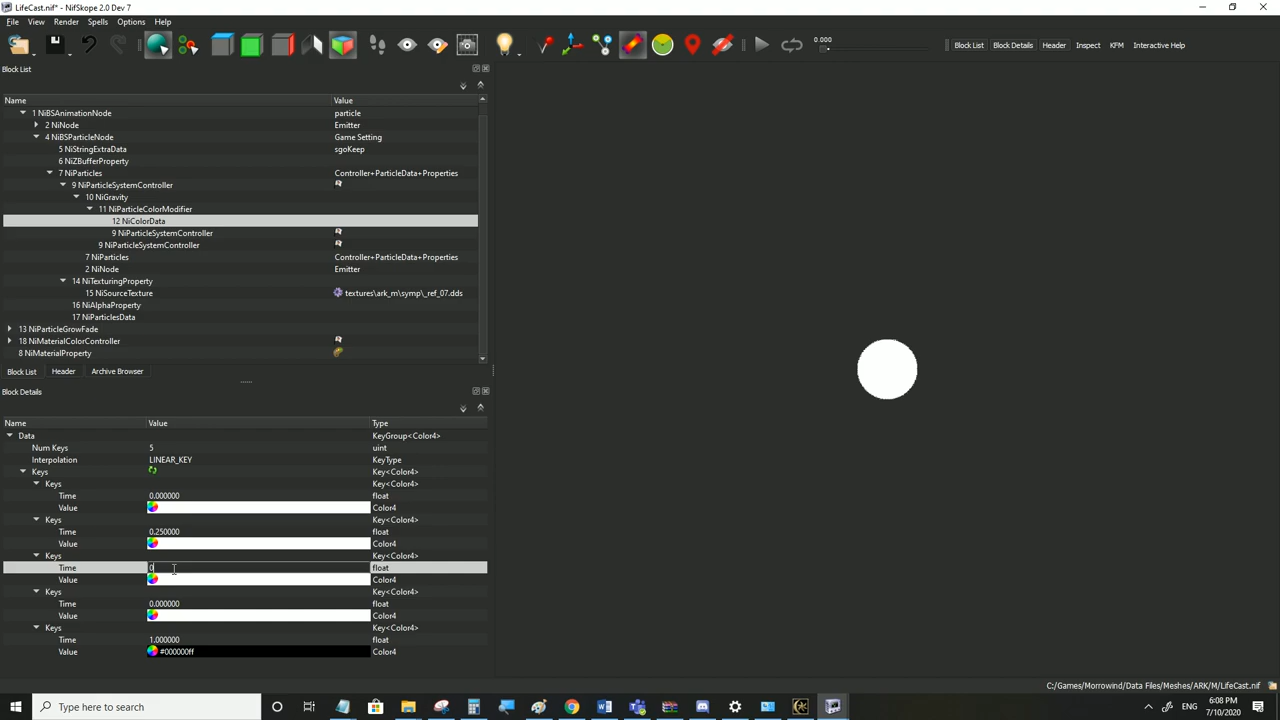 LifeCast.nif* - NifSkope 2.0 Dev 7
File View Render Spells Options Help
0.000
Block List Block Details Header Inspect KFM Interactive Help
Block List
Name Value
1 NiBSAnimationNode particle
2 NiNode Emitter
4 NiBSParticleNode Game Setting
5 NiStringExtraData sgoKeep
6 NiZBufferProperty
7 NiParticles Controller+ParticleData+Properties
9 NiParticleSystemController
10 NiGravity
11 NiParticleColorModifier
12 NiColorData
9 NiParticleSystemController
9 NiParticleSystemController
7 NiParticles Controller+ParticleData+Properties
2 NiNode Emitter
14 NiTexturingProperty
15 NiSourceTexture textures\ark_m\symp\_ref_07.dds
16 NiAlphaProperty
17 NiParticlesData
13 NiParticleGrowFade
18 NiMaterialColorController
8 NiMaterialProperty
Block List Header Archive Browser
Block Details
Name Value Type
Data KeyGroup<Color4>
Num Keys 5 uint
Interpolation LINEAR_KEY KeyType
Keys Key<Color4>
Keys Key<Color4>
Time 0.000000 float
Value Color4
Keys Key<Color4>
Time 0.250000 float
Value Color4
Keys Key<Color4>
Time 0 float
Value Color4
Keys Key<Color4>
Time 0.000000 float
Value Color4
Keys Key<Color4>
Time 1.000000 float
Value #000000ff Color4
C:/Games/Morrowind/Data Files/Meshes/ARK/M/LifeCast.nif
Type here to search
ENG
6:08 PM
7/10/2020